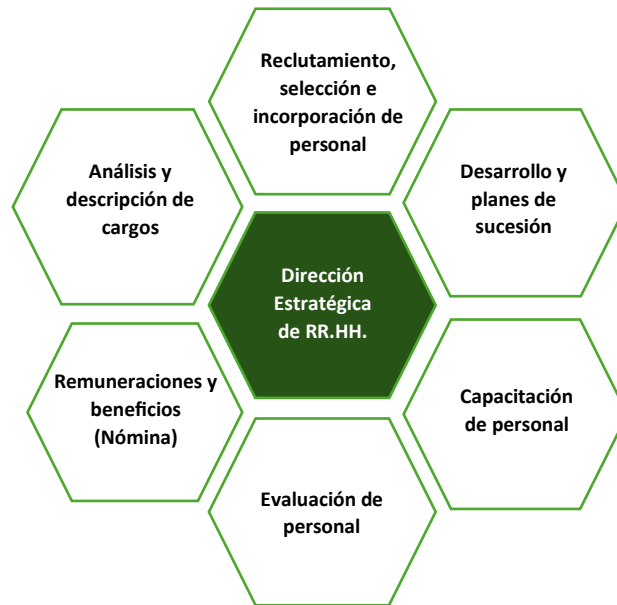 Reclutamiento,
selección e
incorporación de
personal
Análisis y
descripción de
cargos
Desarrollo y
planes de
sucesión
Dirección
Estratégica
de RR.HH.
Remuneraciones y
beneficios
(Nómina)
Capacitación
de personal
Evaluación de
personal